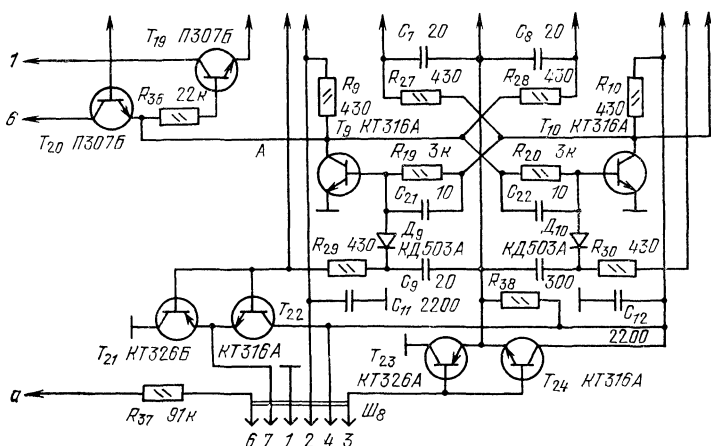 T19 П307Б
1
C7 20
C8 20
R36 22к
R9 430
R27 430
R28 430
R10 430
6
T20 П307Б
T9 КТ316А
T10 КТ316А
А
R19 3к
R20 3к
C21 10
C22 10
Д9 КД503А
Д10 КД503А
R29 430
R30 430
C9 20
300
R38
C11 2200
C12 2200
T22 КТ316А
T21 КТ326Б
T23 КТ326А
T24 КТ316А
а
R37 91к
Ш8
6 7 1 2 4 3